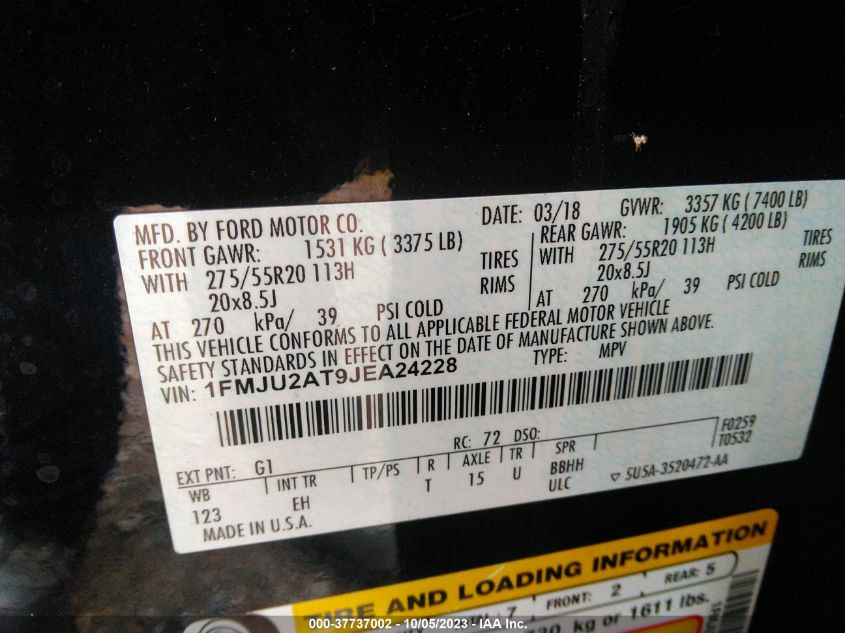 MFD. BY FORD MOTOR CO.
DATE: 03/18 GVWR: 3357 KG ( 7400 LB)
FRONT GAWR: 1531 KG ( 3375 LB)
REAR GAWR: 1905 KG ( 4200 LB)
WITH 275/55R20 113H TIRES
WITH 275/55R20 113H TIRES
20x8.5J RIMS
20x8.5J RIMS
AT 270 kPa/ 39 PSI COLD
AT 270 kPa/ 39 PSI COLD
THIS VEHICLE CONFORMS TO ALL APPLICABLE FEDERAL MOTOR VEHICLE
SAFETY STANDARDS IN EFFECT ON THE DATE OF MANUFACTURE SHOWN ABOVE.
VIN: 1FMJU2AT9JEA24228 TYPE: MPV
F0259
T0532
EXT PNT: G1 RC: 72 DSO:
WB INT TR TP/PS R AXLE TR SPR
123 EH T 15 U BBHH
ULC
MADE IN U.S.A.
▽ 5U5A-3520472-AA
TIRE AND LOADING INFORMATION
7 FRONT: 2 REAR: 5
kg or 1611 lbs.
000-37737002 - 10/05/2023 - IAA Inc.